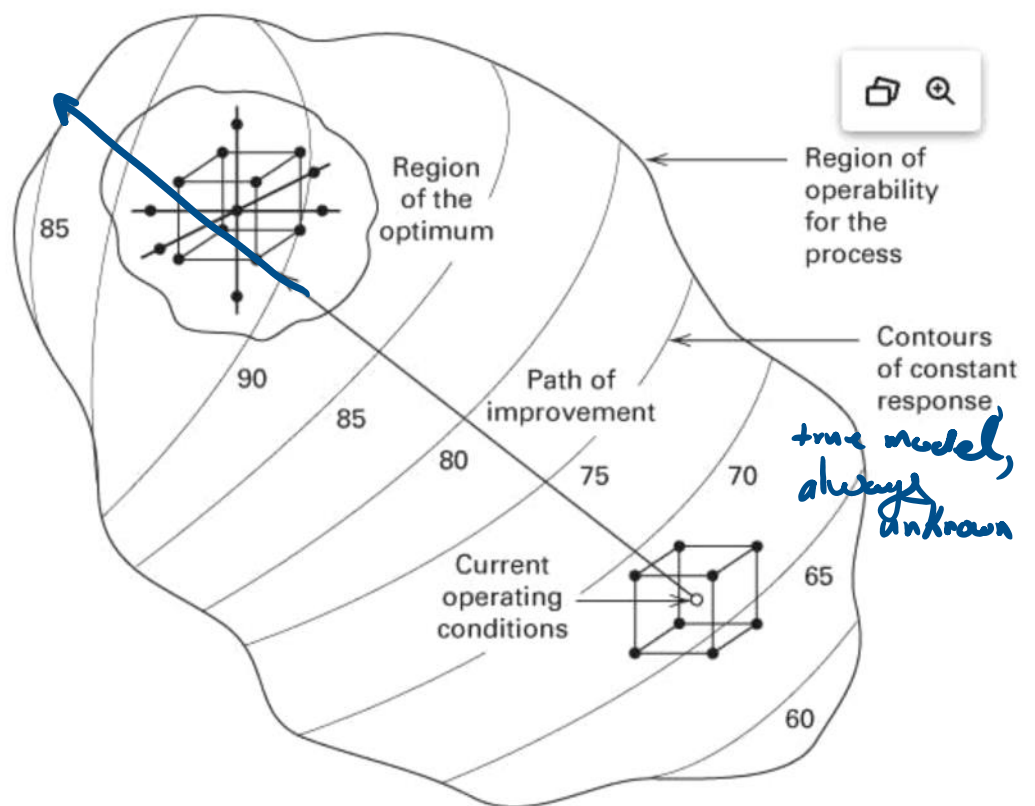 Region of
operability
for the
process
Region
of the
optimum
85
Contours
of constant
response
true model,
always
unknown
90
Path of
improvement
85
80
75
70
Current
operating
conditions
65
60